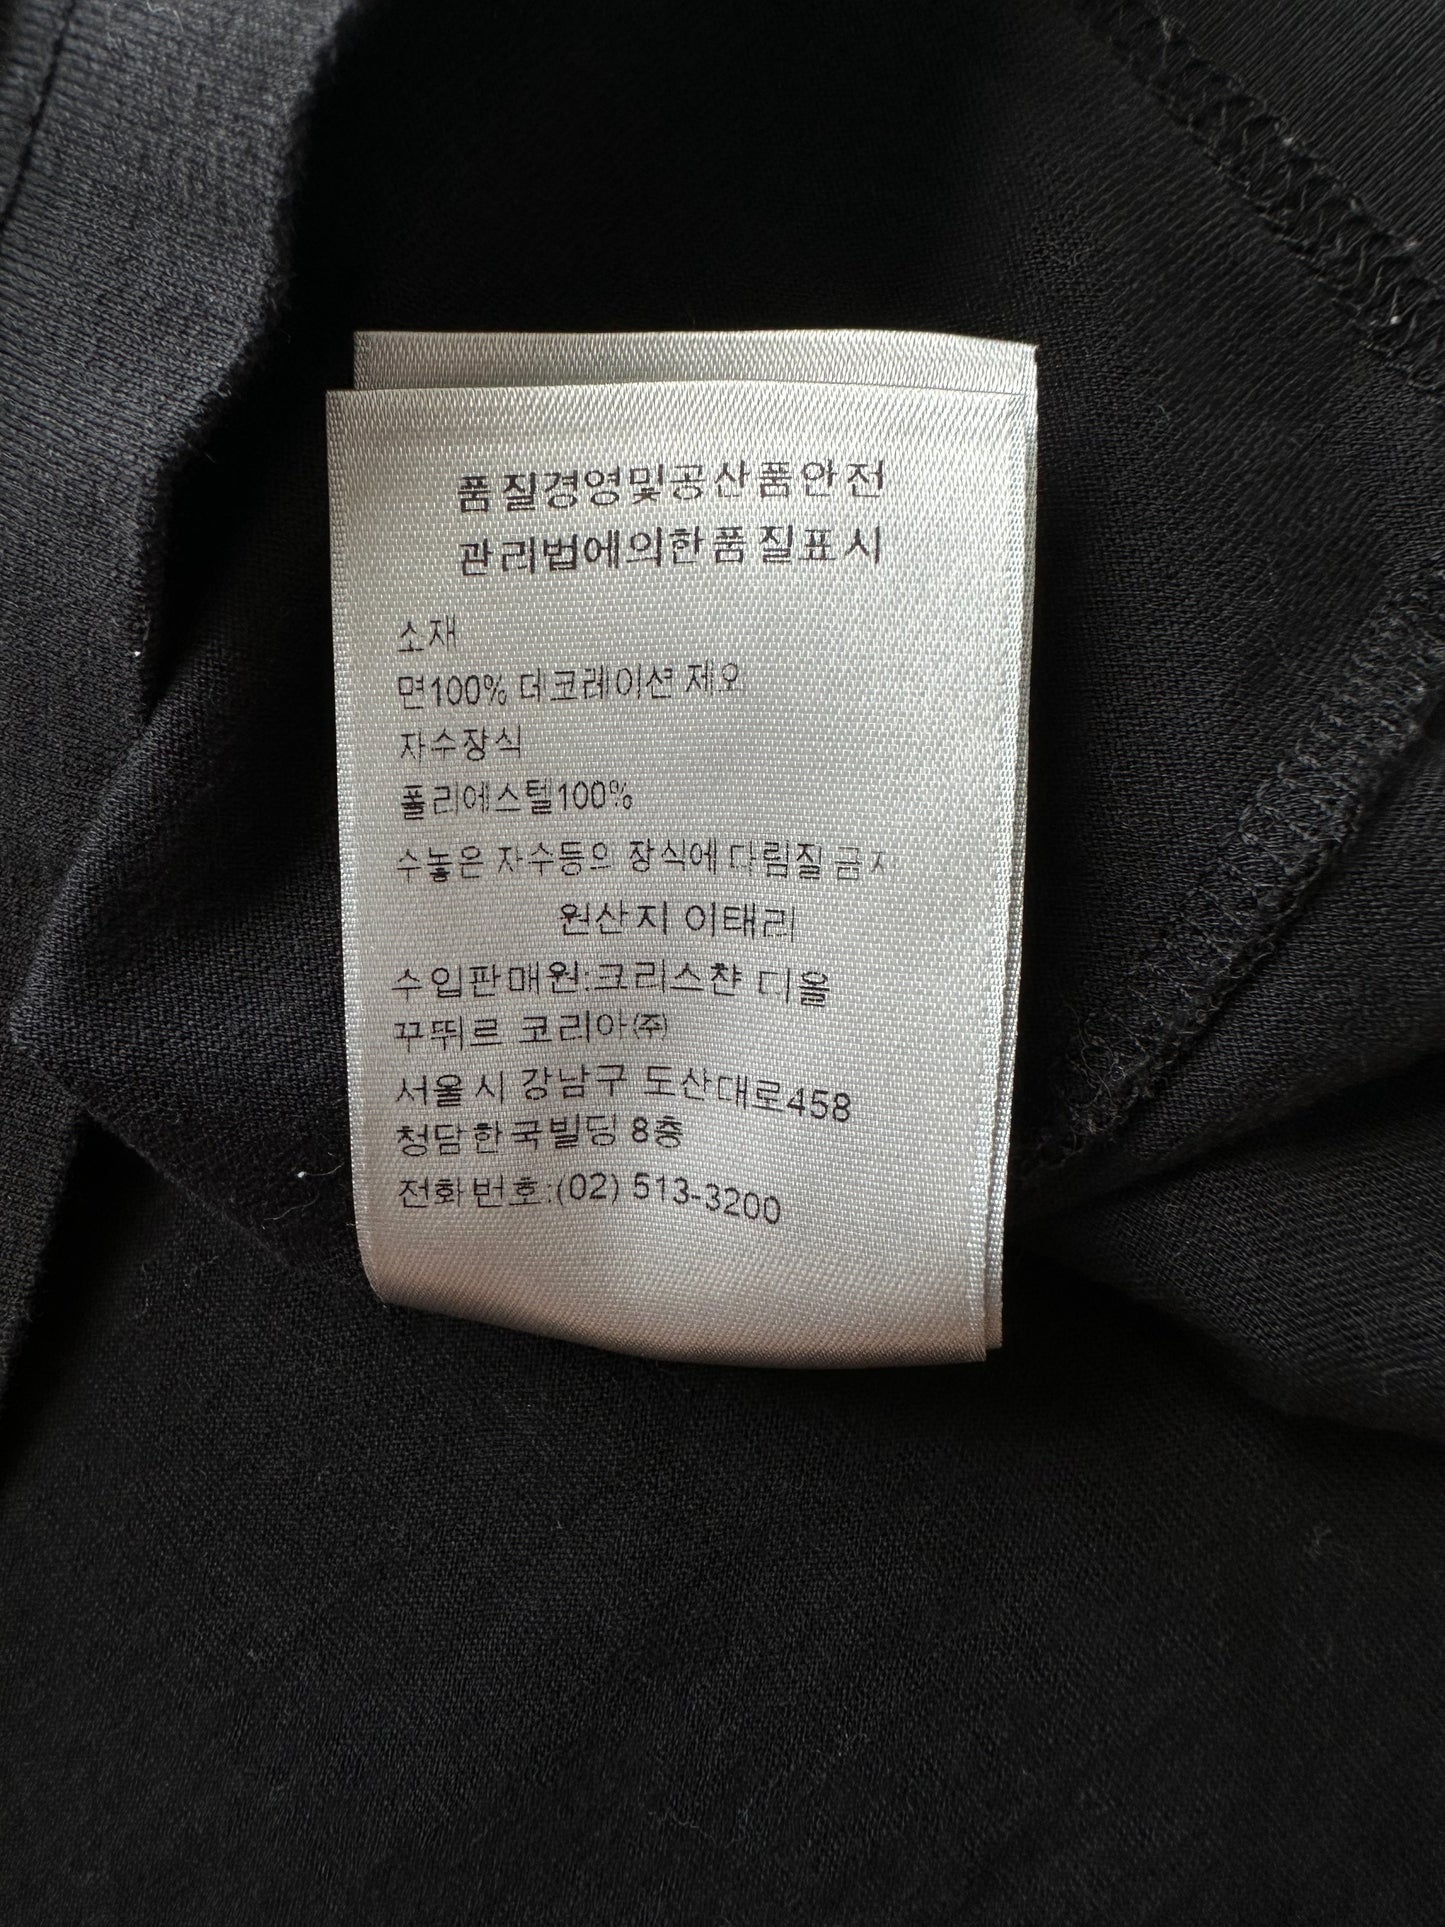 품질경영및공산품안전
관리법에의한품질표시
소재
면100% 데코레이션 제오
자수장식
폴리에스텔100%
수놓은 자수등으 장식에 다림질 금
원산지 이태리
수입판매원:크리스챤 디올
꾸뛰르 코리아㈜
서울시 강남구 도산대로458
청담한국빌딩 8층
전화번호:(02) 513-3200